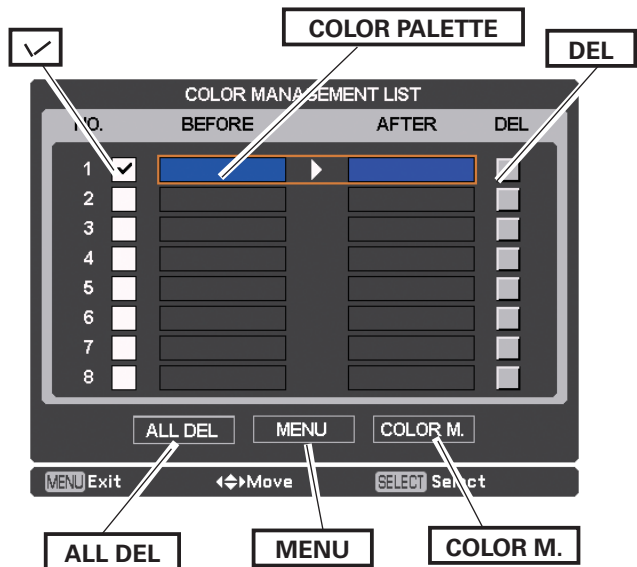 COLOR PALETTE
✓ DEL
COLOR MANAGEMENT LIST
NO. BEFORE AFTER DEL
1 ✓
2
3
4
5
6
7
8
ALL DEL MENU COLOR M.
MENU Exit Move SELECT Select
ALL DEL MENU COLOR M.